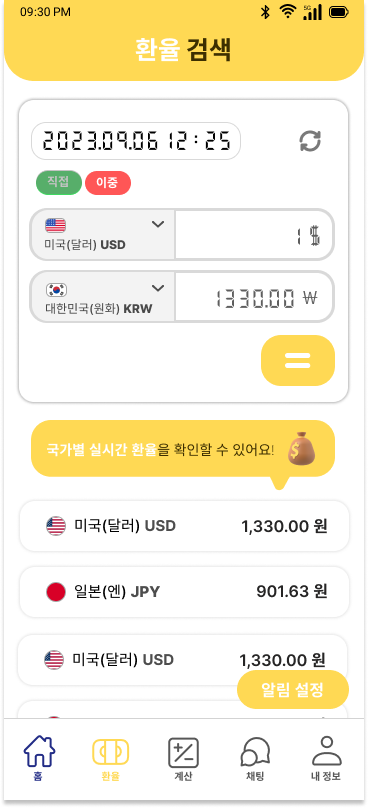 09:30 PM 5G
환율 검색
2023.09.06 12:25
직접 이중
미국(달러) USD 1 $
대한민국(원화) KRW 1330.00 ₩
=
국가별 실시간 환율을 확인할 수 있어요!
$
미국(달러) USD 1,330.00 원
일본(엔) JPY 901.63 원
미국(달러) USD 1,330.00 원
알림 설정
홈 환율 계산 채팅 내 정보